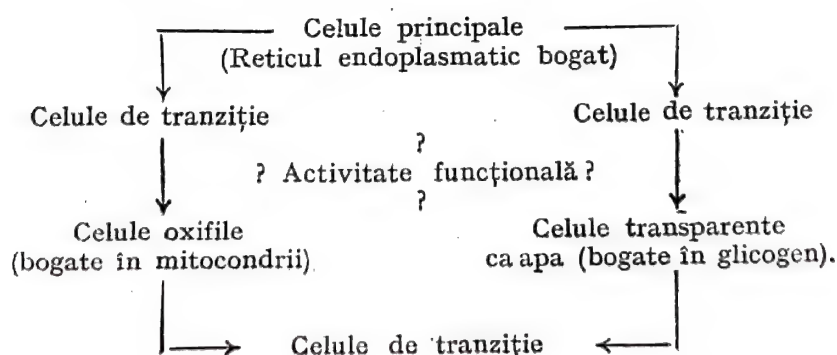 Celule principale
(Reticul endoplasmatic bogat)
Celule de tranziție
Celule de tranziție
?
? Activitate funcțională ?
?
Celule oxifile
(bogate în mitocondrii)
Celule transparente
ca apa (bogate în glicogen).
Celule de tranziție